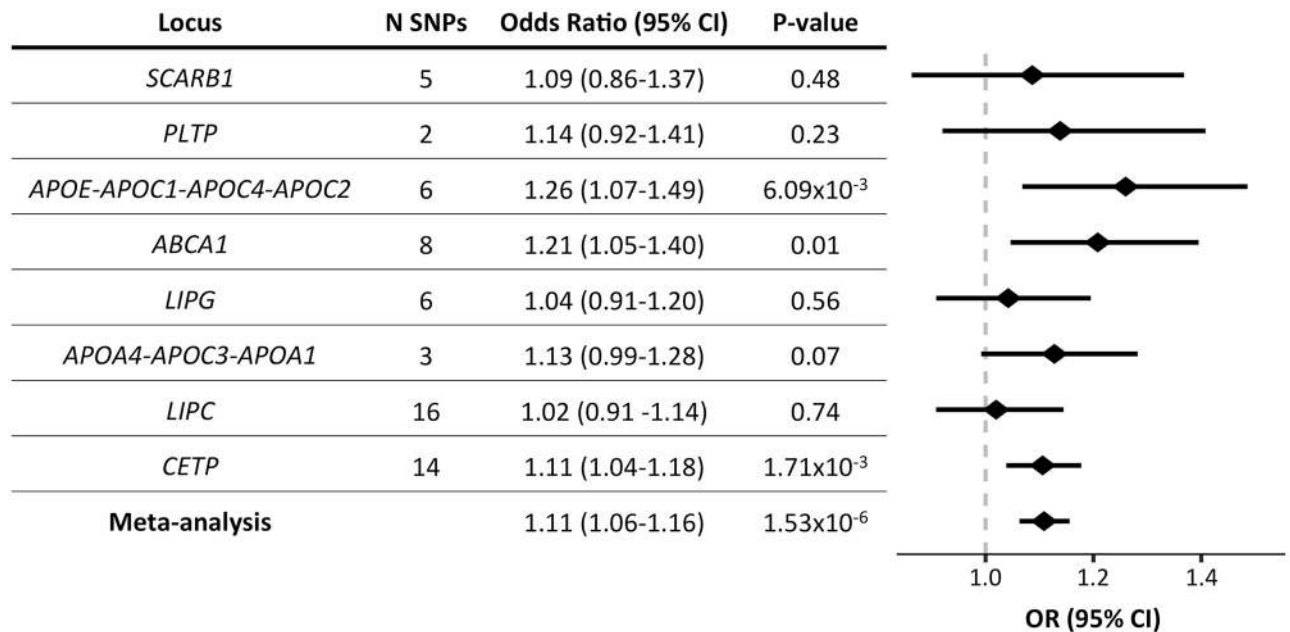 Locus N SNPs Odds Ratio (95% CI) P-value
SCARB1 5 1.09 (0.86-1.37) 0.48
PLTP 2 1.14 (0.92-1.41) 0.23
APOE-APOC1-APOC4-APOC2 6 1.26 (1.07-1.49) 6.09x10⁻³
ABCA1 8 1.21 (1.05-1.40) 0.01
LIPG 6 1.04 (0.91-1.20) 0.56
APOA4-APOC3-APOA1 3 1.13 (0.99-1.28) 0.07
LIPC 16 1.02 (0.91 -1.14) 0.74
CETP 14 1.11 (1.04-1.18) 1.71x10⁻³
Meta-analysis 1.11 (1.06-1.16) 1.53x10⁻⁶
1.0 1.2 1.4
OR (95% CI)